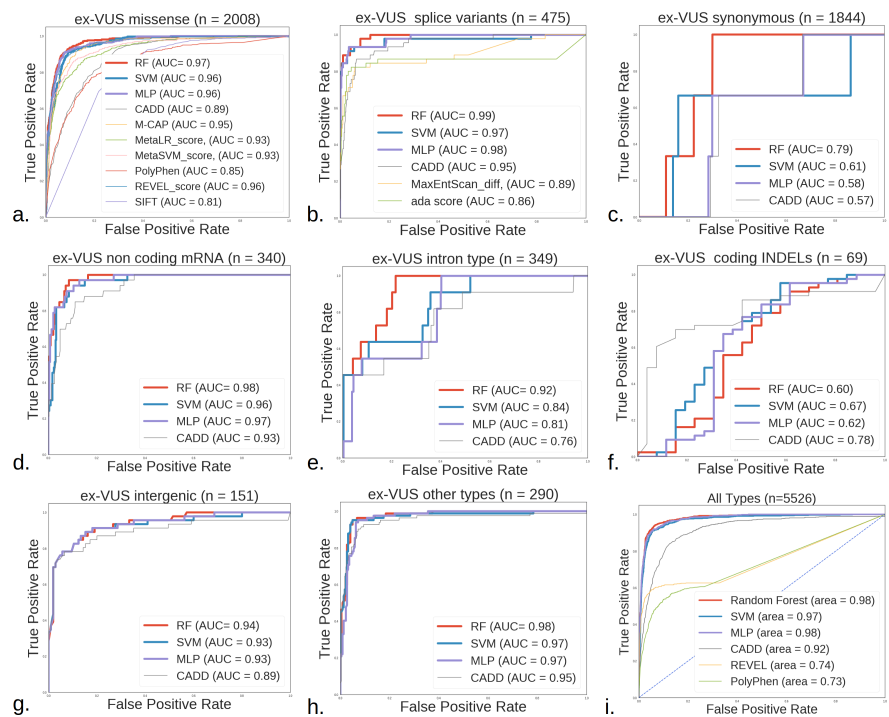 ex-VUS missense (n = 2008)
True Positive Rate
RF (AUC= 0.97)
SVM (AUC = 0.96)
MLP (AUC = 0.96)
CADD (AUC = 0.89)
M-CAP (AUC = 0.95)
MetaLR_score, (AUC = 0.93)
MetaSVM_score, (AUC = 0.93)
PolyPhen (AUC = 0.85)
REVEL_score (AUC = 0.96)
SIFT (AUC = 0.81)
a.
False Positive Rate
ex-VUS splice variants (n = 475)
True Positive Rate
RF (AUC = 0.99)
SVM (AUC = 0.97)
MLP (AUC = 0.98)
CADD (AUC = 0.95)
MaxEntScan_diff, (AUC = 0.89)
ada score (AUC = 0.86)
b.
False Positive Rate
ex-VUS synonymous (n = 1844)
True Positive Rate
RF (AUC= 0.79)
SVM (AUC = 0.61)
MLP (AUC = 0.58)
CADD (AUC = 0.57)
c.
False Positive Rate
ex-VUS non coding mRNA (n = 340)
True Positive Rate
RF (AUC= 0.98)
SVM (AUC = 0.96)
MLP (AUC = 0.97)
CADD (AUC = 0.93)
d.
False Positive Rate
ex-VUS intron type (n = 349)
True Positive Rate
RF (AUC= 0.92)
SVM (AUC = 0.84)
MLP (AUC = 0.81)
CADD (AUC = 0.76)
e.
False Positive Rate
ex-VUS coding INDELs (n = 69)
True Positive Rate
RF (AUC= 0.60)
SVM (AUC = 0.67)
MLP (AUC = 0.62)
CADD (AUC = 0.78)
f.
False Positive Rate
ex-VUS intergenic (n = 151)
True Positive Rate
RF (AUC= 0.94)
SVM (AUC = 0.93)
MLP (AUC = 0.93)
CADD (AUC = 0.89)
g.
False Positive Rate
ex-VUS other types (n = 290)
True Positive Rate
RF (AUC= 0.98)
SVM (AUC = 0.97)
MLP (AUC = 0.97)
CADD (AUC = 0.95)
h.
False Positive Rate
All Types (n=5526)
True Positive Rate
Random Forest (area = 0.98)
SVM (area = 0.97)
MLP (area = 0.98)
CADD (area = 0.92)
REVEL (area = 0.74)
PolyPhen (area = 0.73)
i.
False Positive Rate